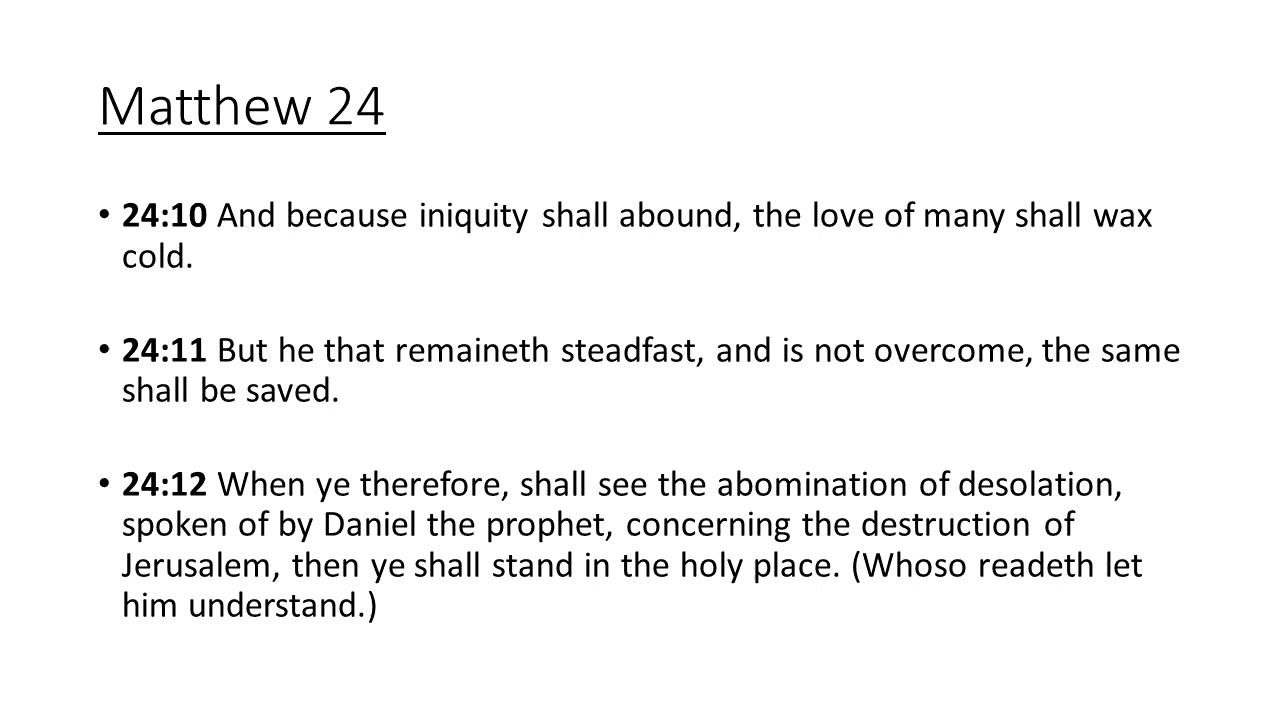 Matthew 24
• 24:10 And because iniquity shall abound, the love of many shall wax
cold.
• 24:11 But he that remaineth steadfast, and is not overcome, the same
shall be saved.
• 24:12 When ye therefore, shall see the abomination of desolation,
spoken of by Daniel the prophet, concerning the destruction of
Jerusalem, then ye shall stand in the holy place. (Whoso readeth let
him understand.)